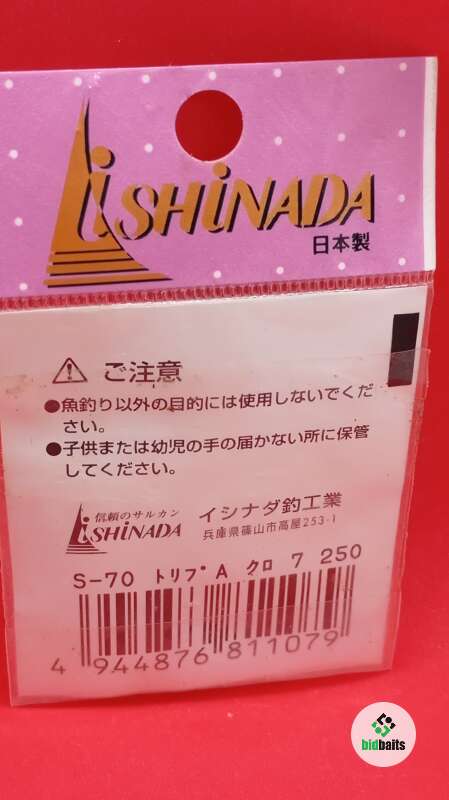 iSHiNADA
日本製
⚠ ご注意
●魚釣り以外の目的には使用しないでくだ
さい。
●子供または幼児の手の届かない所に保管
してください。
信頼のサルカン
iSHiNADA
イシナダ釣工業
兵庫県篠山市高屋253-1
S-70 トリプ A クロ 7 250
4 944876 811079
bidbaits